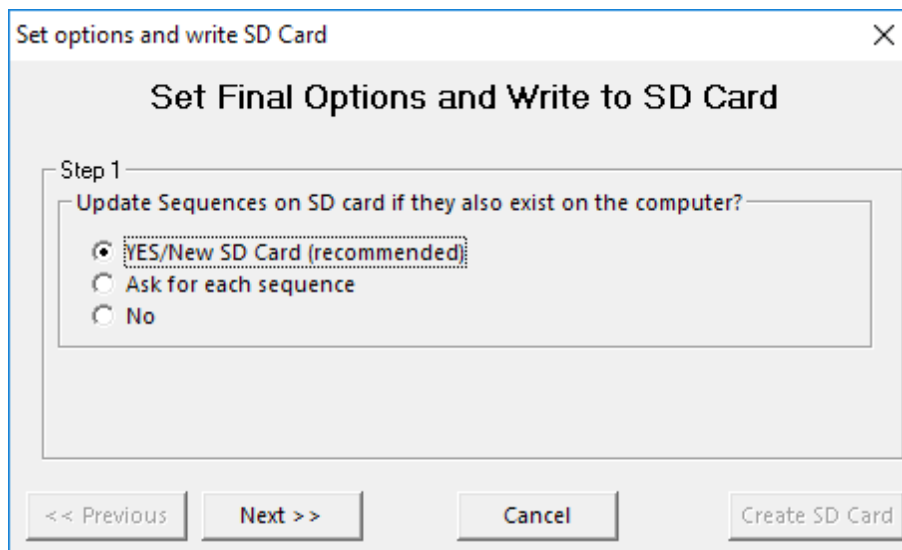 Set options and write SD Card
Set Final Options and Write to SD Card
Step 1
Update Sequences on SD card if they also exist on the computer?
YES/New SD Card (recommended)
Ask for each sequence
No
<< Previous
Next >>
Cancel
Create SD Card